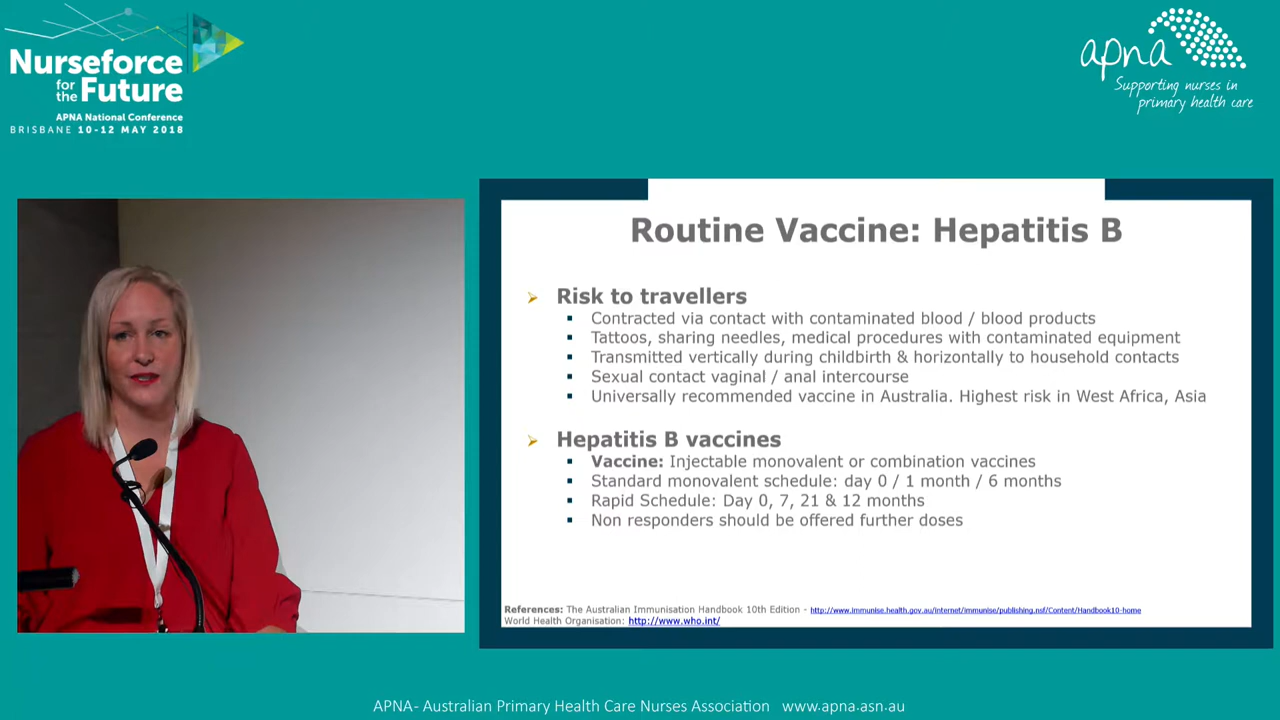 Nurseforce
for the Future
APNA National Conference
BRISBANE 10-12 MAY 2018
apna
Supporting nurses in
primary health care
Routine Vaccine: Hepatitis B
Risk to travellers
Contracted via contact with contaminated blood / blood products
Tattoos, sharing needles, medical procedures with contaminated equipment
Transmitted vertically during childbirth & horizontally to household contacts
Sexual contact vaginal / anal intercourse
Universally recommended vaccine in Australia. Highest risk in West Africa, Asia
Hepatitis B vaccines
Vaccine: Injectable monovalent or combination vaccines
Standard monovalent schedule: day 0 / 1 month / 6 months
Rapid Schedule: Day 0, 7, 21 & 12 months
Non responders should be offered further doses
References: The Australian Immunisation Handbook 10th Edition - http://www.immunise.health.gov.au/internet/immunise/publishing.nsf/Content/Handbook10-home
World Health Organisation: http://www.who.int/
APNA- Australian Primary Health Care Nurses Association www.apna.asn.au